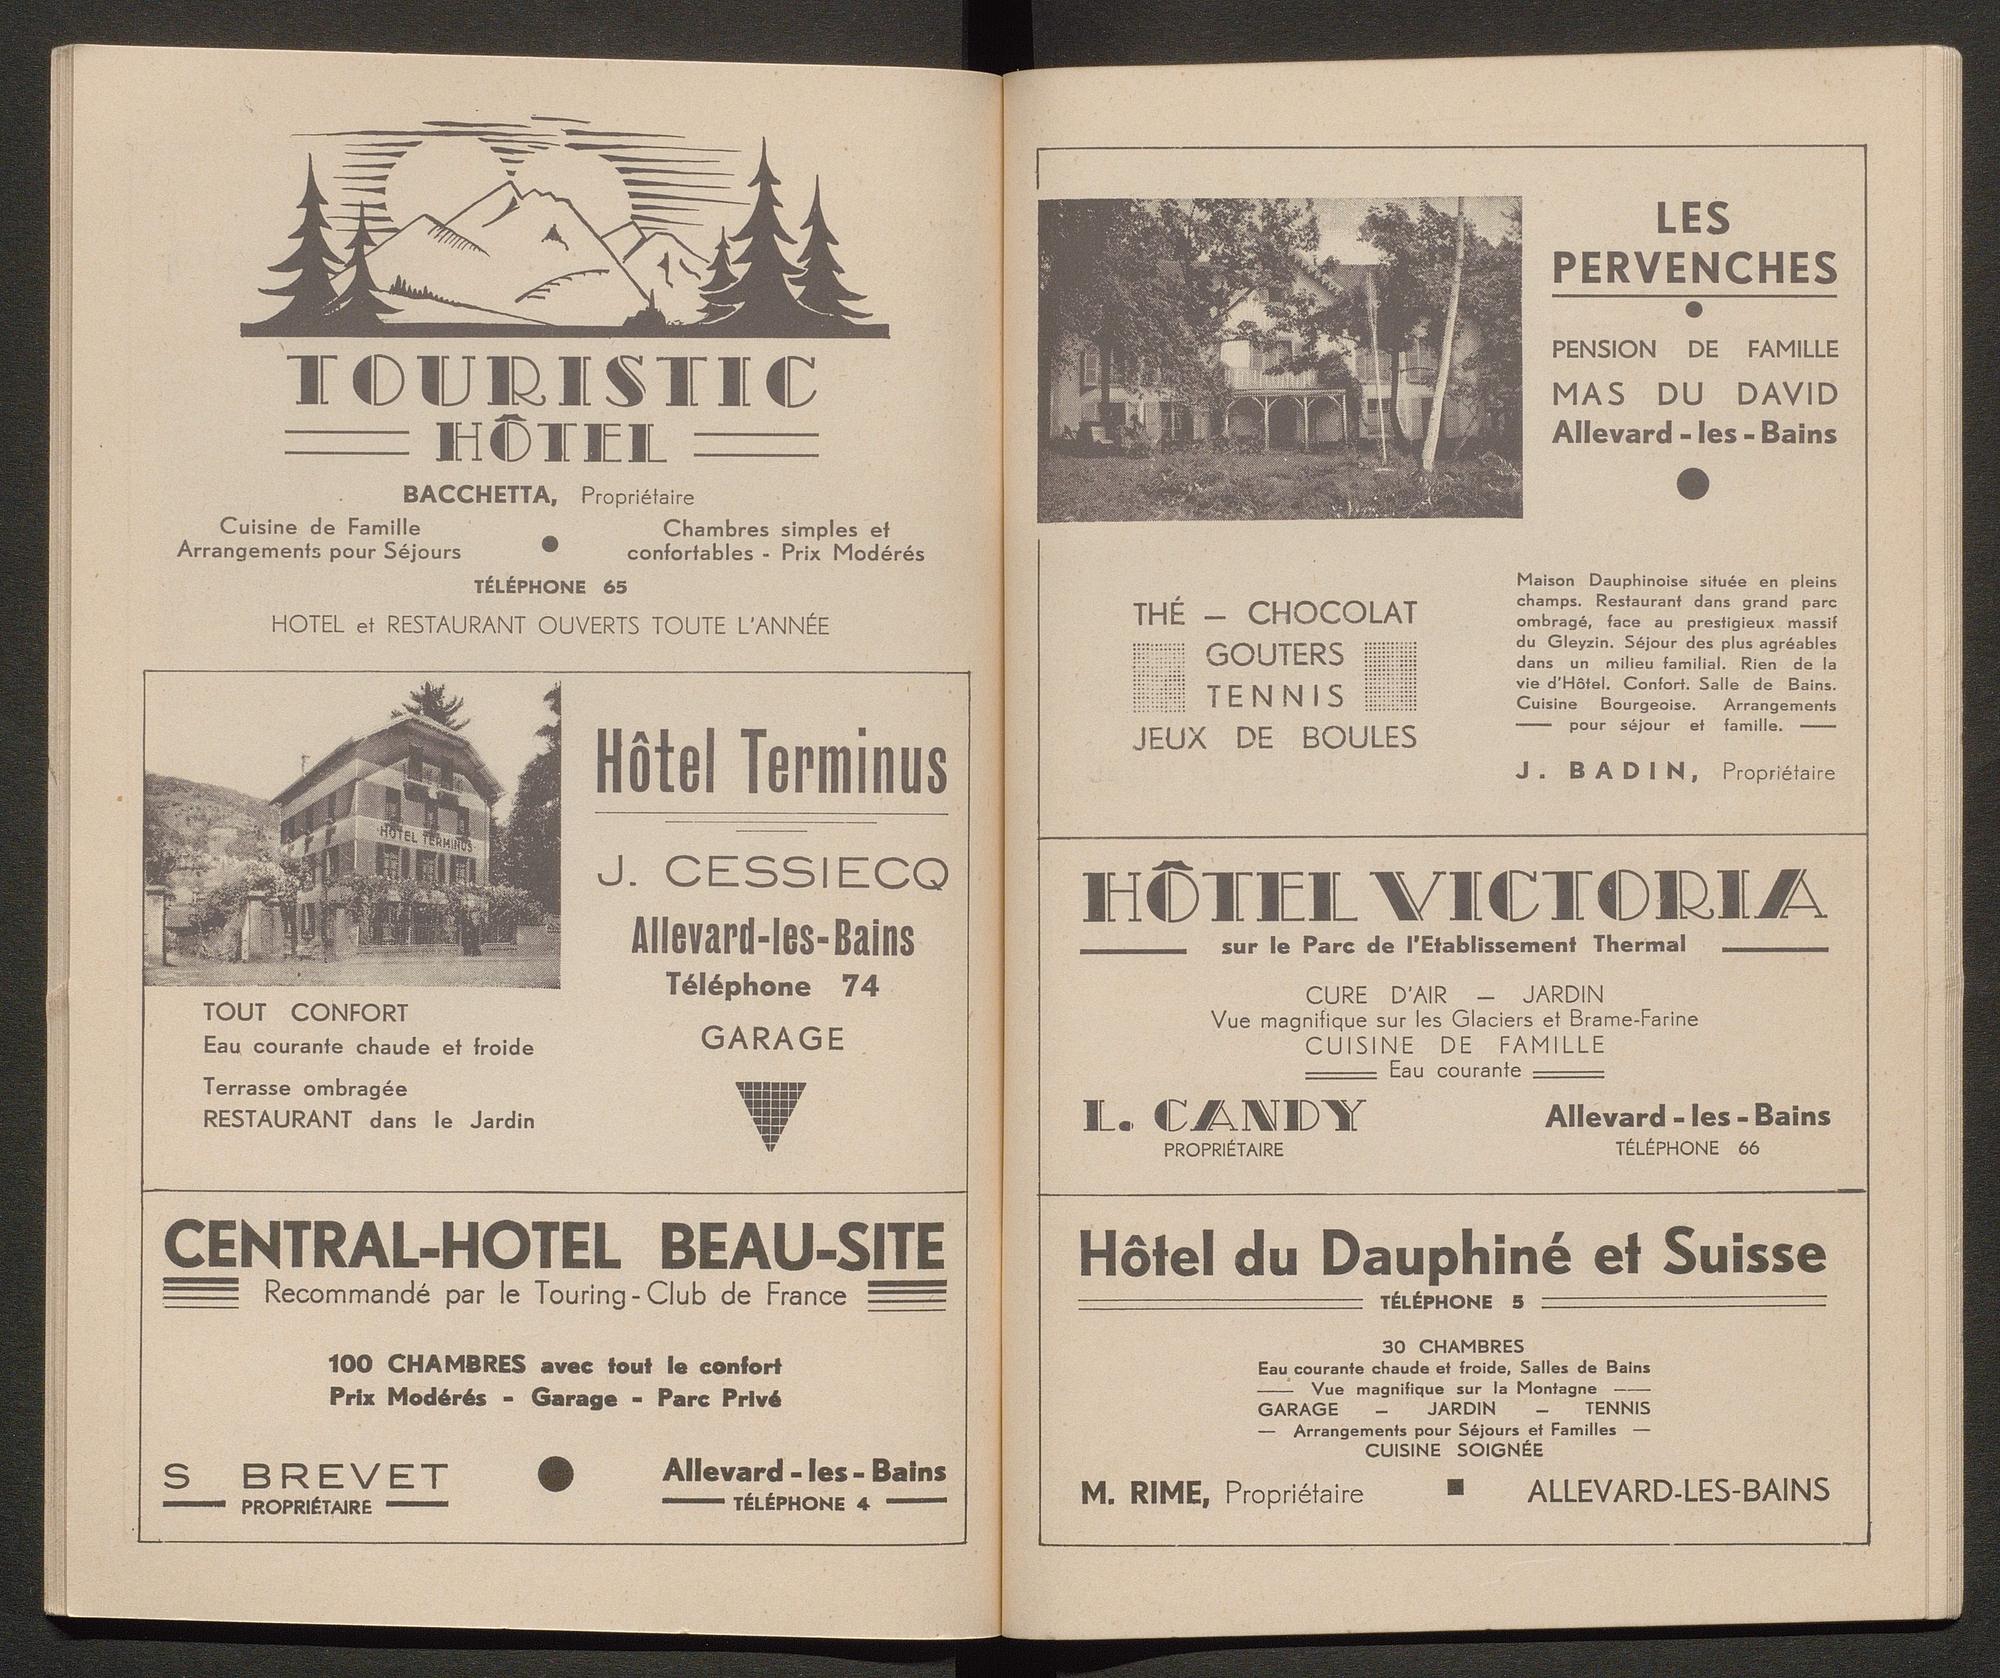 TOURISTIC
HÔTEL
BACCHETTA, Propriétaire
Cuisine de Famille
Arrangements pour Séjours
Chambres simples et
confortables - Prix Modérés
TÉLÉPHONE 65
HOTEL et RESTAURANT OUVERTS TOUTE L'ANNÉE
HOTEL TERMINUS
Hôtel Terminus
J. CESSIECQ
Allevard-les-Bains
Téléphone 74
GARAGE
TOUT CONFORT
Eau courante chaude et froide
Terrasse ombragée
RESTAURANT dans le Jardin
CENTRAL-HOTEL BEAU-SITE
Recommandé par le Touring-Club de France
100 CHAMBRES avec tout le confort
Prix Modérés - Garage - Parc Privé
S BREVET
PROPRIÉTAIRE
Allevard-les-Bains
TÉLÉPHONE 4
LES
PERVENCHES
PENSION DE FAMILLE
MAS DU DAVID
Allevard-les-Bains
THÉ — CHOCOLAT
GOUTERS
TENNIS
JEUX DE BOULES
Maison Dauphinoise située en pleins
champs. Restaurant dans grand parc
ombragé, face au prestigieux massif
du Gleyzin. Séjour des plus agréables
dans un milieu familial. Rien de la
vie d'Hôtel. Confort. Salle de Bains.
Cuisine Bourgeoise. Arrangements
— pour séjour et famille. —
J. BADIN, Propriétaire
HÔTEL VICTORIA
sur le Parc de l'Etablissement Thermal
CURE D'AIR — JARDIN
Vue magnifique sur les Glaciers et Brame-Farine
CUISINE DE FAMILLE
Eau courante
L. CANDY
PROPRIÉTAIRE
Allevard-les-Bains
TÉLÉPHONE 66
Hôtel du Dauphiné et Suisse
TÉLÉPHONE 5
30 CHAMBRES
Eau courante chaude et froide, Salles de Bains
— Vue magnifique sur la Montagne —
GARAGE — JARDIN — TENNIS
— Arrangements pour Séjours et Familles —
CUISINE SOIGNÉE
M. RIME, Propriétaire
ALLEVARD-LES-BAINS